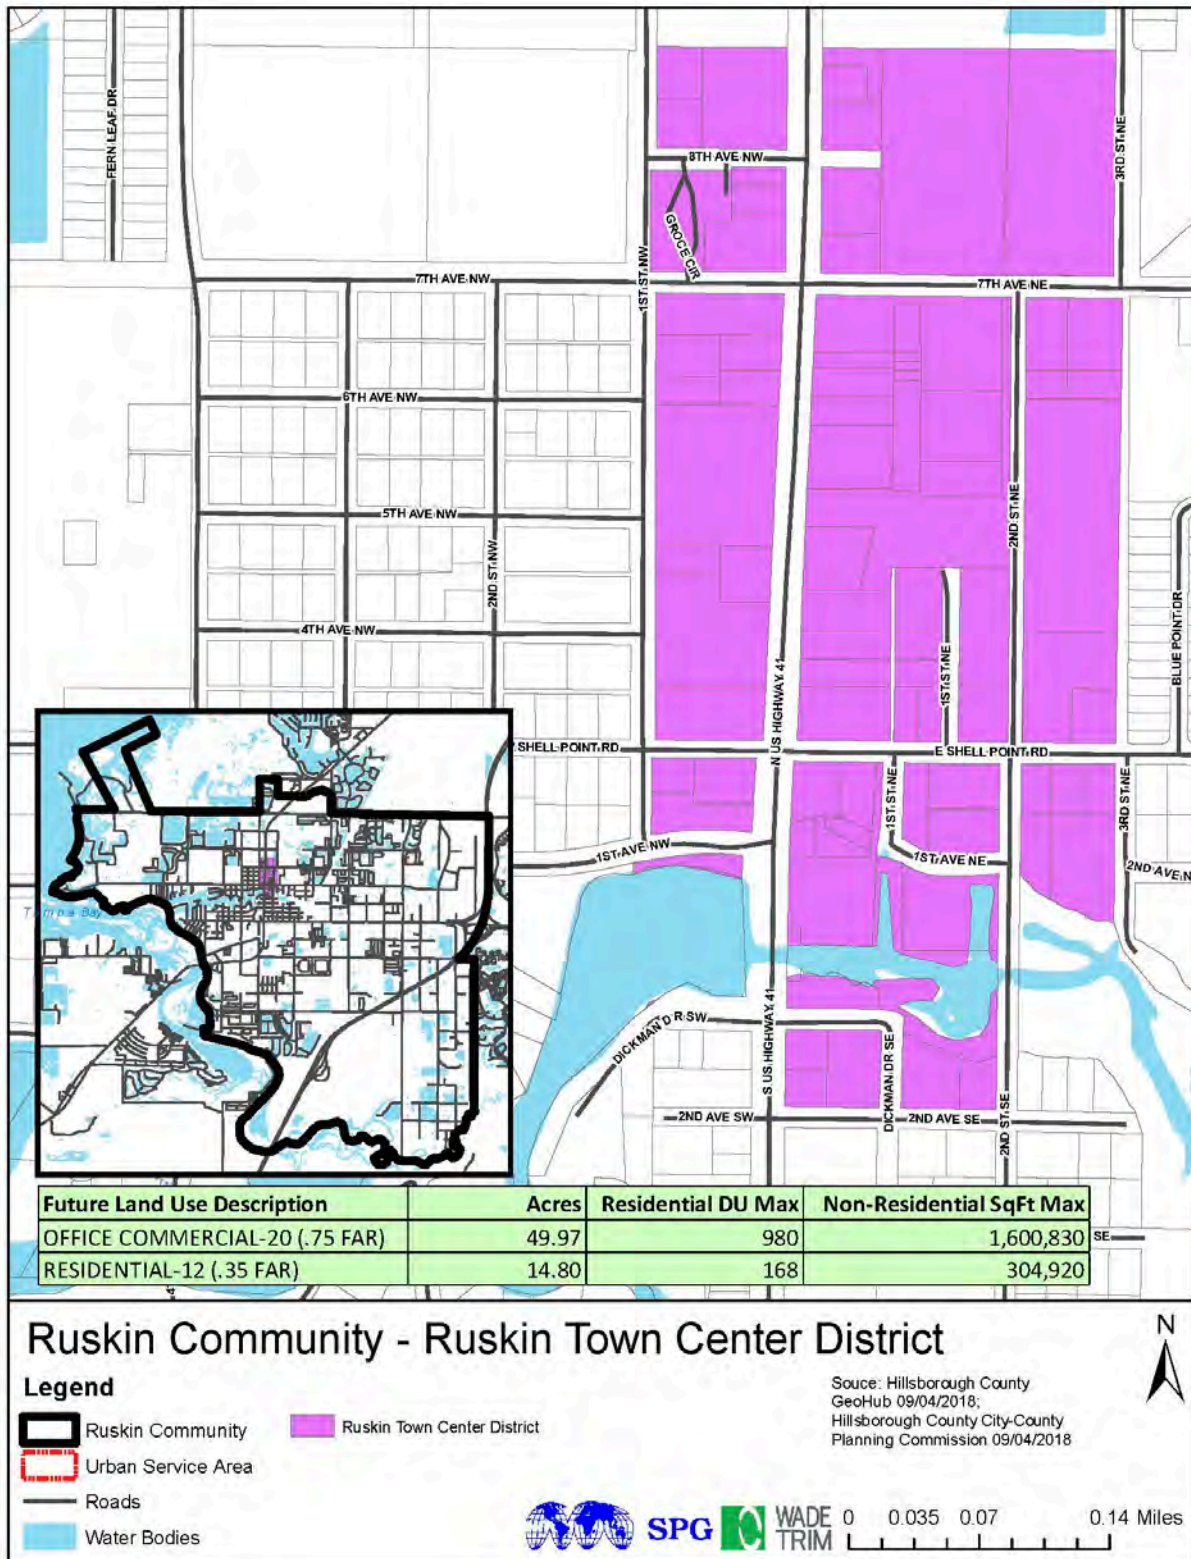 FERN LEAF DR
3RD ST NE
8TH AVE NW
GROCE CIR
1ST ST NW
7TH AVE NW
7TH AVE NE
6TH AVE NW
5TH AVE NW
2ND ST NW
2ND ST NE
4TH AVE NW
1ST ST NE
BLUE POINT DR
N US HIGHWAY 41
SHELL POINT RD
E SHELL POINT RD
1ST AVE NW
1ST ST NE
1ST AVE NE
3RD ST NE
2ND AVE N
Tampa Bay
DICKMAN DR SW
S US HIGHWAY 41
DICKMAN DR SE
2ND AVE SW
2ND AVE SE
2ND ST SE
Future Land Use Description Acres Residential DU Max Non-Residential SqFt Max
OFFICE COMMERCIAL-20 (.75 FAR) 49.97 980 1,600,830
SE
RESIDENTIAL-12 (.35 FAR) 14.80 168 304,920
Ruskin Community - Ruskin Town Center District
N
Legend
Ruskin Community
Ruskin Town Center District
Urban Service Area
Roads
Water Bodies
Souce: Hillsborough County
GeoHub 09/04/2018;
Hillsborough County City-County
Planning Commission 09/04/2018
SPG
WADE
TRIM
0 0.035 0.07 0.14 Miles